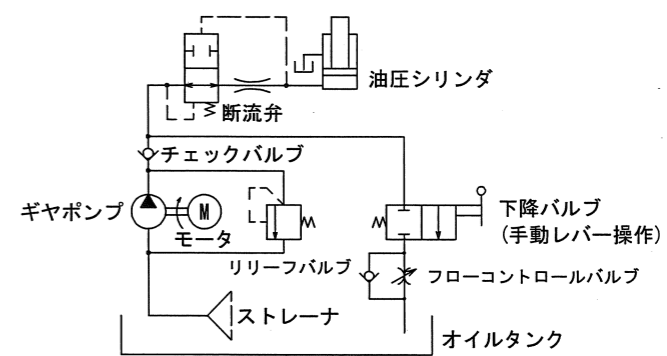 油圧シリンダ
断流弁
チェックバルブ
ギヤポンプ
M
モータ
下降バルブ
(手動レバー操作)
リリーフバルブ
フローコントロールバルブ
ストレーナ
オイルタンク